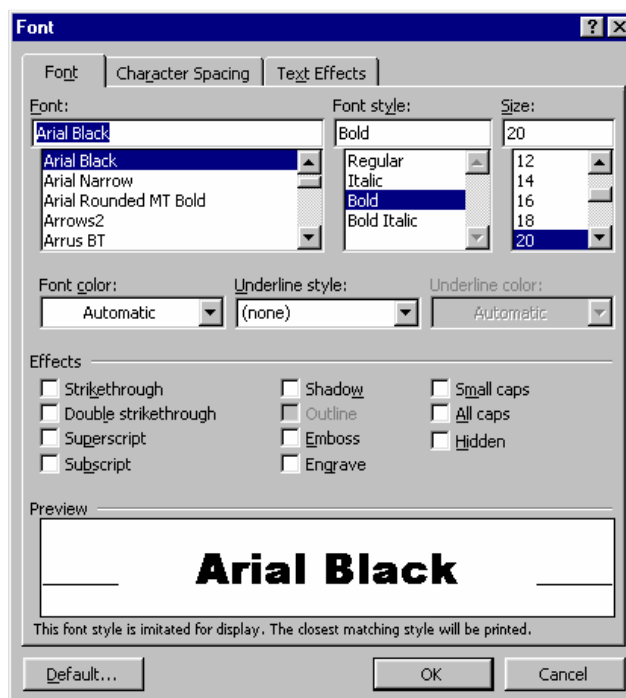 Font
Font Character Spacing Text Effects
Font: Font style: Size:
Arial Black Bold 20
Arial Black Regular 12
Arial Narrow Italic 14
Arial Rounded MT Bold Bold 16
Arrows2 Bold Italic 18
Arrus BT 20
Font color: Underline style: Underline color:
Automatic (none) Automatic
Effects
Strikethrough Shadow Small caps
Double strikethrough Outline All caps
Superscript Emboss Hidden
Subscript Engrave
Preview
Arial Black
This font style is imitated for display. The closest matching style will be printed.
Default... OK Cancel